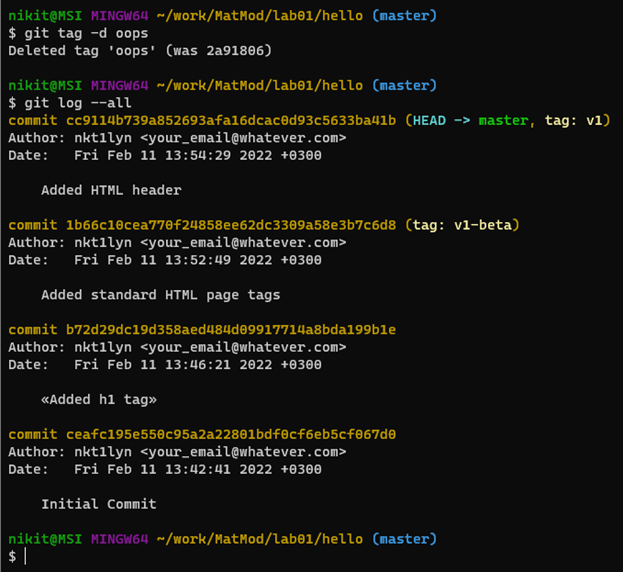 nikit@MSI MINGW64 ~/work/MatMod/lab01/hello (master)
$ git tag -d oops
Deleted tag 'oops' (was 2a91806)
nikit@MSI MINGW64 ~/work/MatMod/lab01/hello (master)
$ git log --all
commit cc9114b739a852693afa16dcac0d93c5633ba41b (HEAD -> master, tag: v1)
Author: nkt1lyn <your_email@whatever.com>
Date:   Fri Feb 11 13:54:29 2022 +0300
Added HTML header
commit 1b66c10cea770f24858ee62dc3309a58e3b7c6d8 (tag: v1-beta)
Author: nkt1lyn <your_email@whatever.com>
Date:   Fri Feb 11 13:52:49 2022 +0300
Added standard HTML page tags
commit b72d29dc19d358aed484d09917714a8bda199b1e
Author: nkt1lyn <your_email@whatever.com>
Date:   Fri Feb 11 13:46:21 2022 +0300
«Added h1 tag»
commit ceafc195e550c95a2a22801bdf0cf6eb5cf067d0
Author: nkt1lyn <your_email@whatever.com>
Date:   Fri Feb 11 13:42:41 2022 +0300
Initial Commit
nikit@MSI MINGW64 ~/work/MatMod/lab01/hello (master)
$